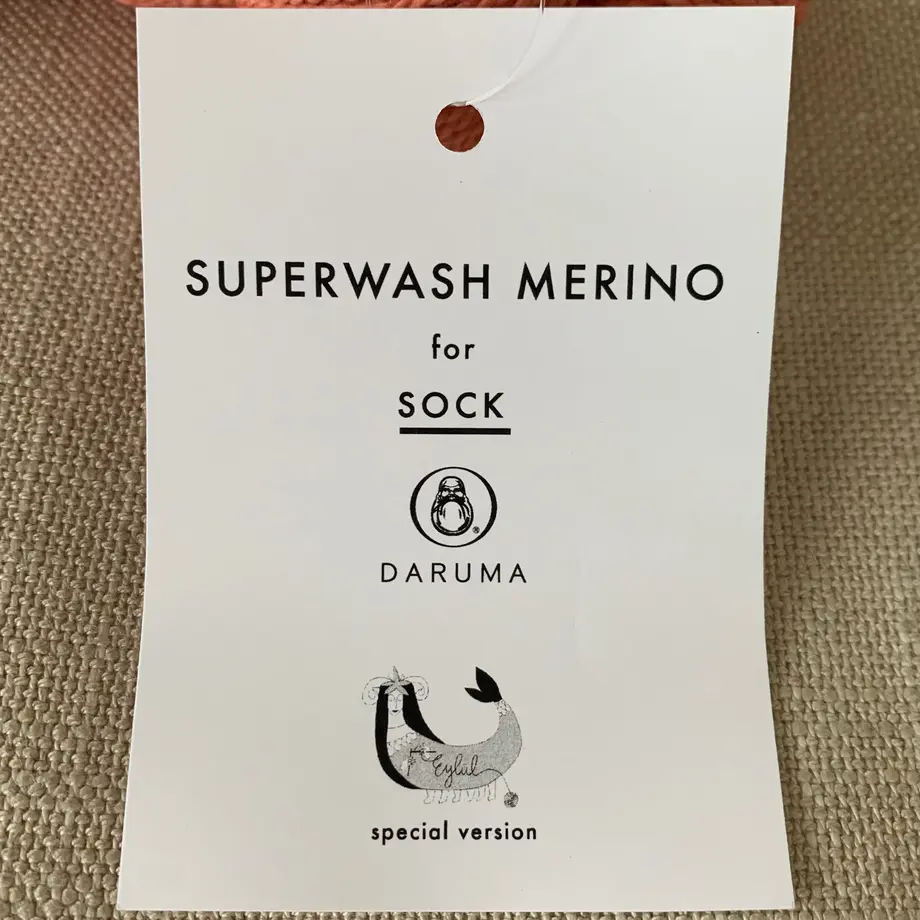 SUPERWASH MERINO
for
SOCK
®
DARUMA
Eylül
special version